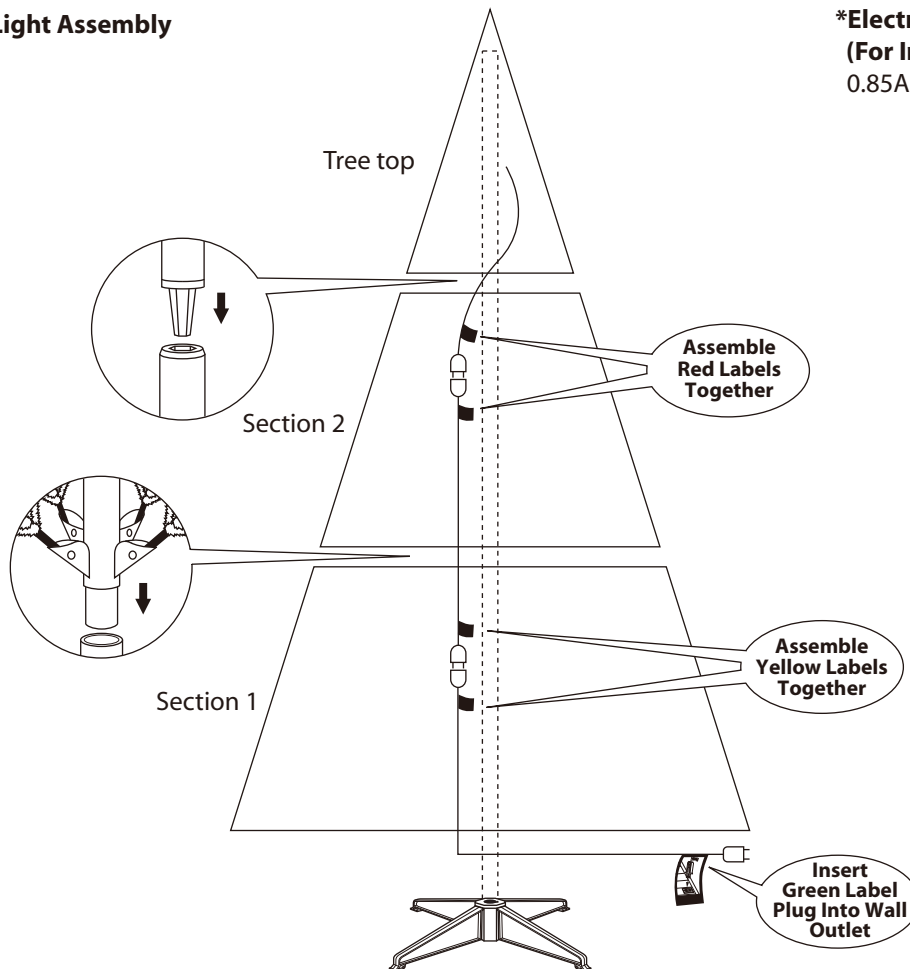 Light Assembly
*Electr
(For I
0.85A
Tree top
Assemble
Red Labels
Together
Section 2
Assemble
Yellow Labels
Together
Section 1
Insert
Green Label
Plug Into Wall
Outlet